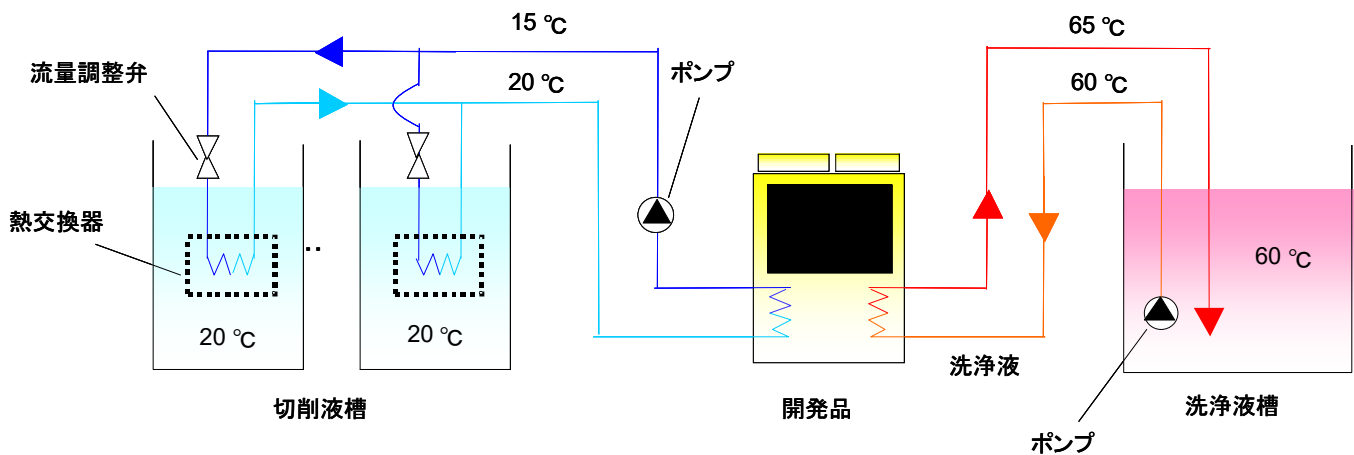 15 ℃
65 ℃
流量調整弁
20 ℃
ポンプ
60 ℃
熱交換器
‥
60 ℃
20 ℃
20 ℃
洗浄液
切削液槽
開発品
洗浄液槽
ポンプ